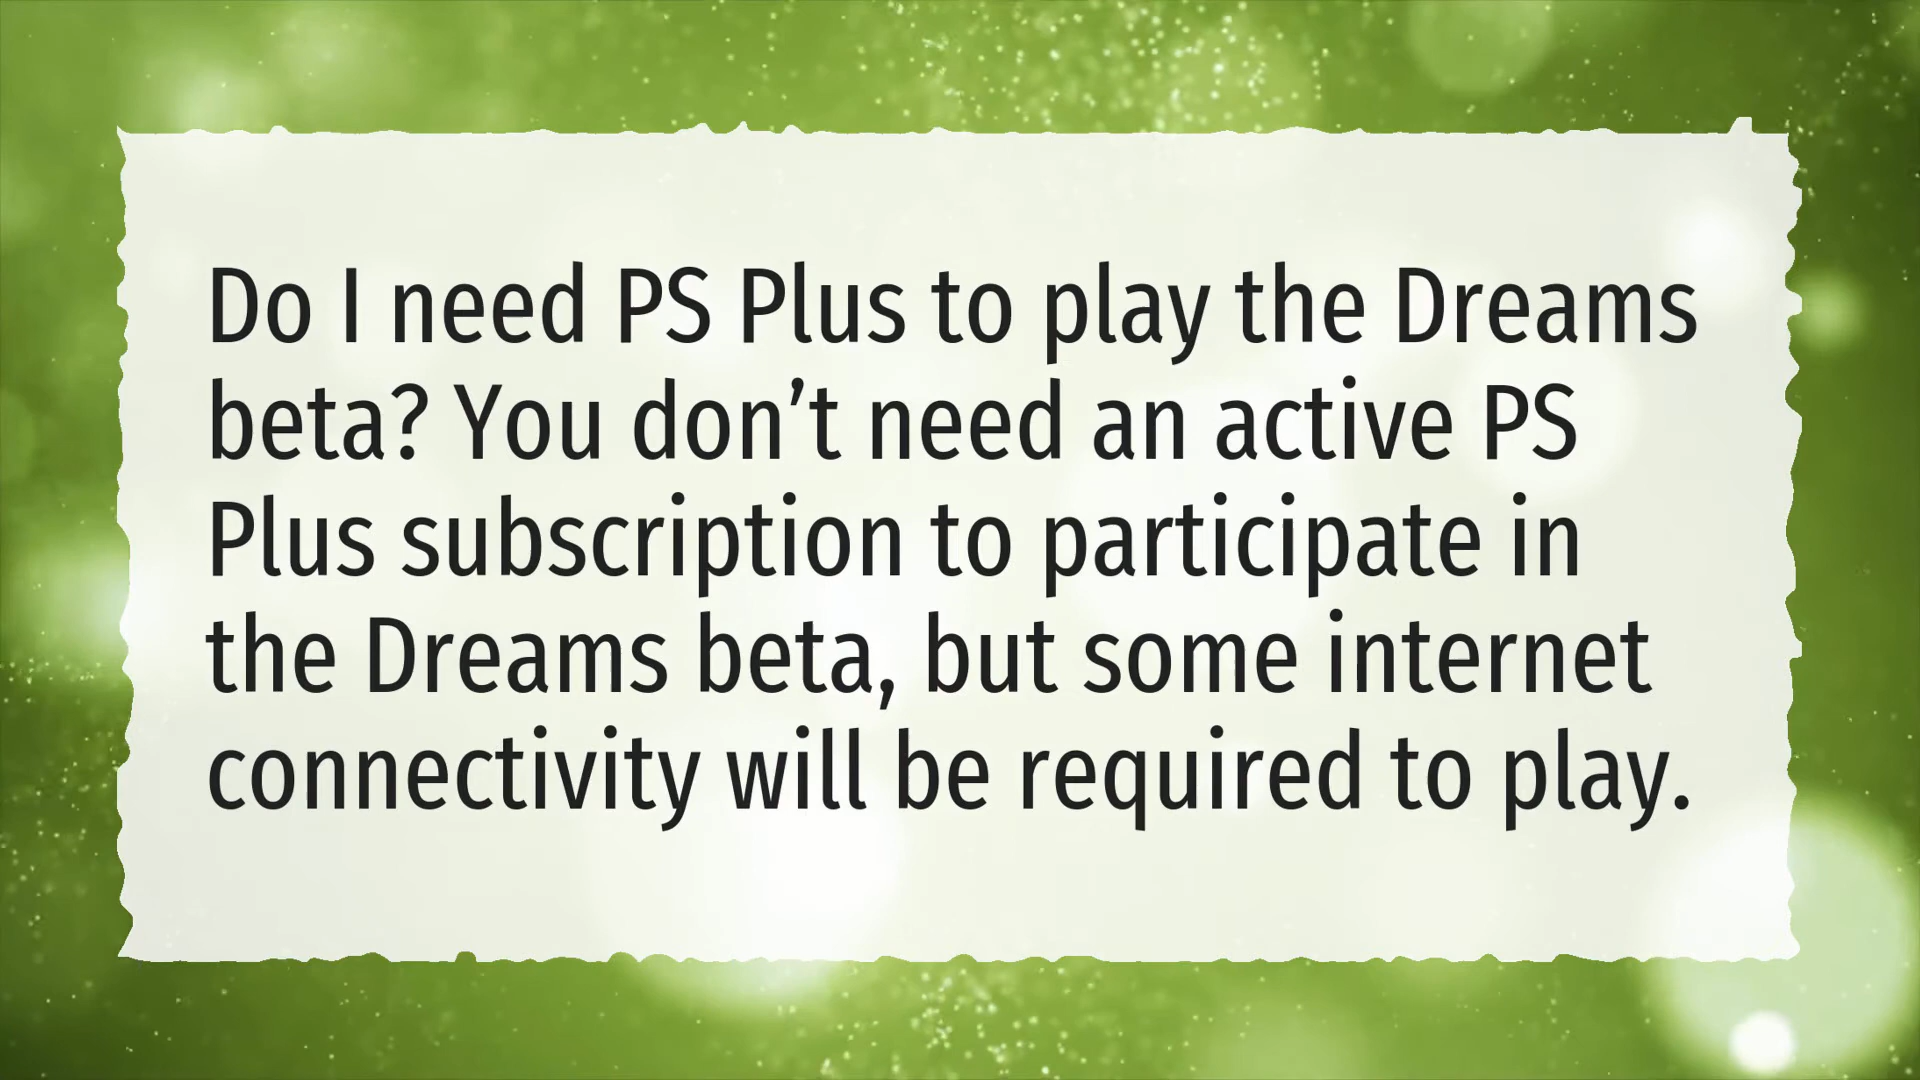 Do I need PS Plus to play the Dreams
beta? You don’t need an active PS
Plus subscription to participate in
the Dreams beta, but some internet
connectivity will be required to play.